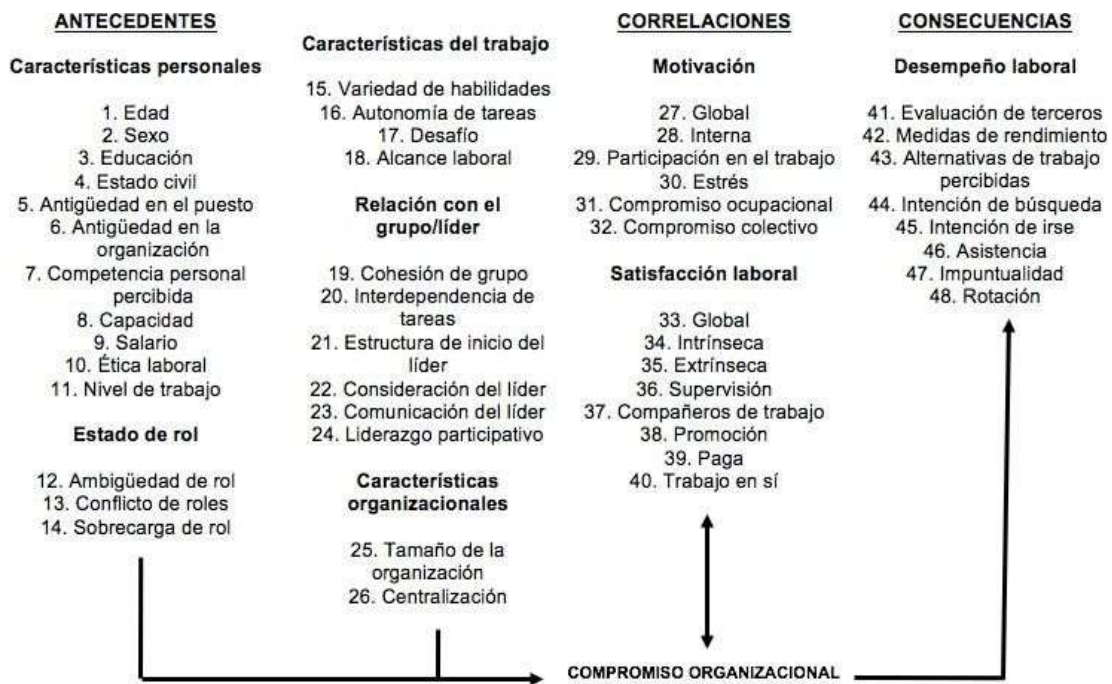 ANTECEDENTES
Características personales
1. Edad
2. Sexo
3. Educación
4. Estado civil
5. Antigüedad en el puesto
6. Antigüedad en la
organización
7. Competencia personal
percibida
8. Capacidad
9. Salario
10. Ética laboral
11. Nivel de trabajo
Estado de rol
12. Ambigüedad de rol
13. Conflicto de roles
14. Sobrecarga de rol
Características del trabajo
15. Variedad de habilidades
16. Autonomía de tareas
17. Desafío
18. Alcance laboral
Relación con el
grupo/líder
19. Cohesión de grupo
20. Interdependencia de
tareas
21. Estructura de inicio del
líder
22. Consideración del líder
23. Comunicación del líder
24. Liderazgo participativo
Características
organizacionales
25. Tamaño de la
organización
26. Centralización
CORRELACIONES
Motivación
27. Global
28. Interna
29. Participación en el trabajo
30. Estrés
31. Compromiso ocupacional
32. Compromiso colectivo
Satisfacción laboral
33. Global
34. Intrínseca
35. Extrínseca
36. Supervisión
37. Compañeros de trabajo
38. Promoción
39. Paga
40. Trabajo en sí
CONSECUENCIAS
Desempeño laboral
41. Evaluación de terceros
42. Medidas de rendimiento
43. Alternativas de trabajo
percibidas
44. Intención de búsqueda
45. Intención de irse
46. Asistencia
47. Impuntualidad
48. Rotación
COMPROMISO ORGANIZACIONAL